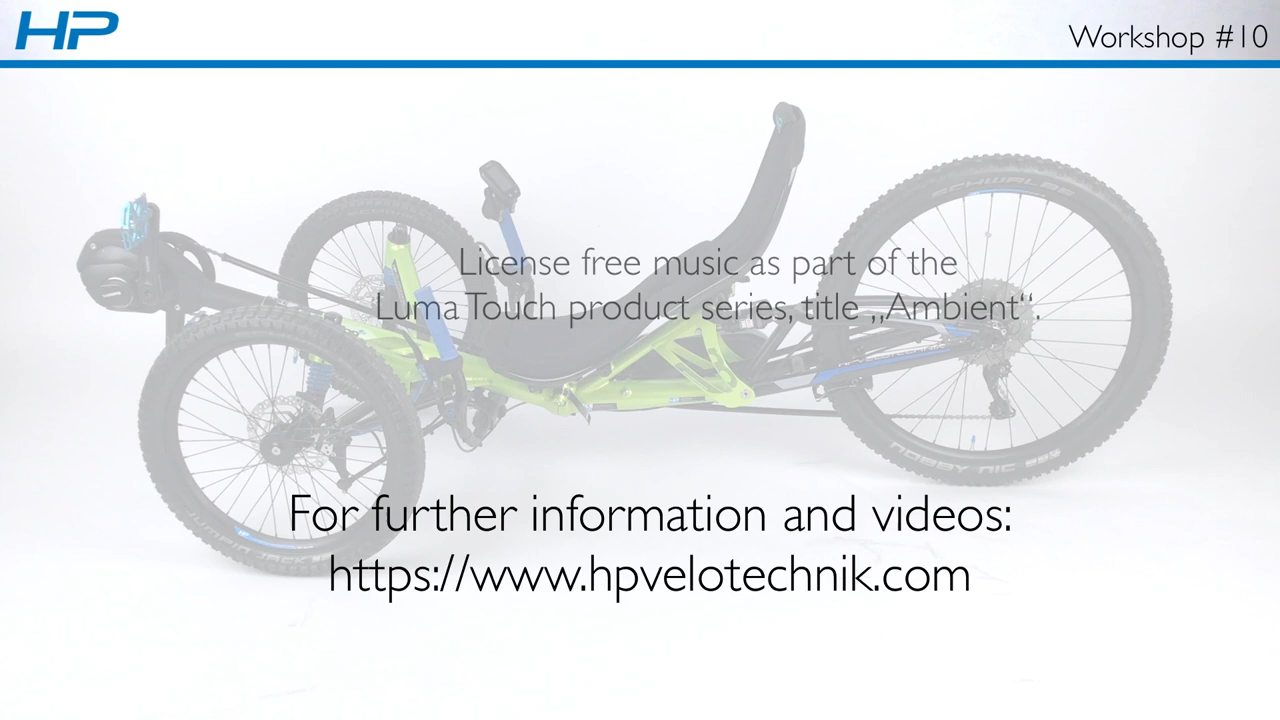 HP
Workshop #10
SCHWALBE
License free music as part of the
Luma Touch product series, title „Ambient“.
For further information and videos:
https://www.hpvelotechnik.com